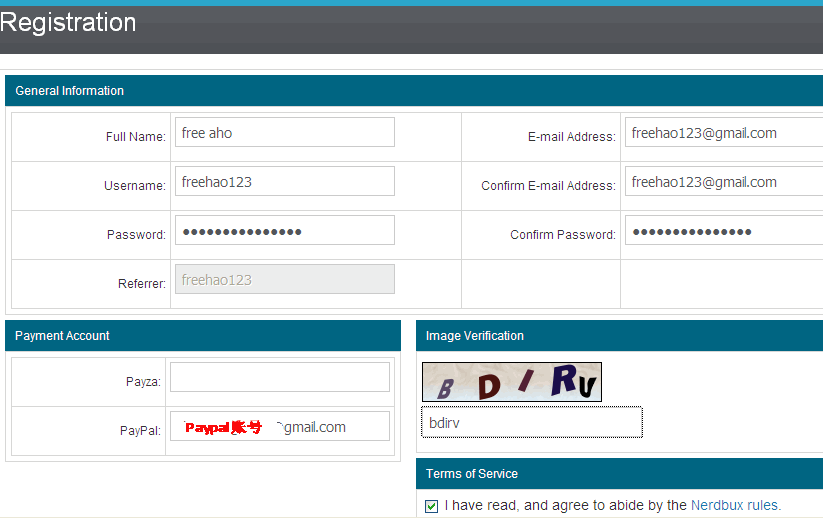 Registration
General Information
Full Name: free aho E-mail Address: freehao123@gmail.com
Username: freehao123 Confirm E-mail Address: freehao123@gmail.com
Password: ●●●●●●●●●●●●●●● Confirm Password: ●●●●●●●●●●●●●●●
Referrer: freehao123
Payment Account
Payza:
PayPal: Paypal账号 @gmail.com
Image Verification
B D I R V
bdirv
Terms of Service
I have read, and agree to abide by the Nerdbux rules.